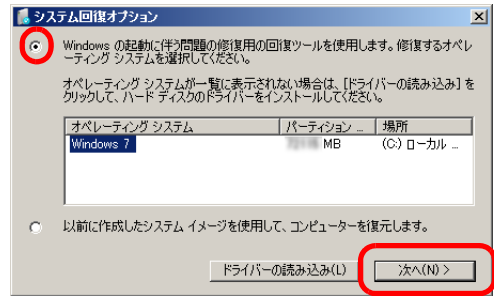 システム回復オプション
Windows の起動に伴う問題の修復用の回復ツールを使用します。修復するオペレ
ーティング システムを選択してください。
オペレーティング システムが一覧に表示されない場合は、[ドライバーの読み込み] を
クリックして、ハード ディスクのドライバーをインストールしてください。
オペレーティング システム パーティション ... 場所
Windows 7 MB (C:) ローカル ...
以前に作成したシステム イメージを使用して、コンピューターを復元します。
ドライバーの読み込み(L) 次へ(N) >